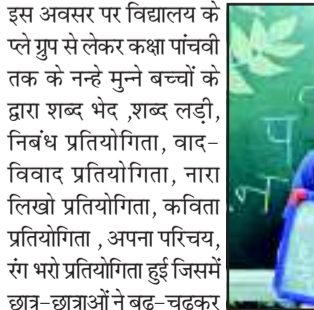 इस अवसर पर विद्यालय के
प्ले ग्रुप से लेकर कक्षा पांचवी
तक के नन्हे मुन्ने बच्चों के
द्वारा शब्द भेद ,शब्द लड़ी,
निबंध प्रतियोगिता, वाद-
विवाद प्रतियोगिता, नारा
लिखो प्रतियोगिता, कविता
प्रतियोगिता , अपना परिचय,
रंग भरो प्रतियोगिता हुई जिसमें
छात्र-छात्राओं ने बढ़-चढ़कर